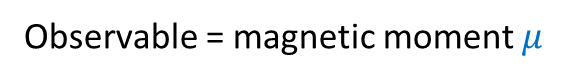 Observable = magnetic moment μ